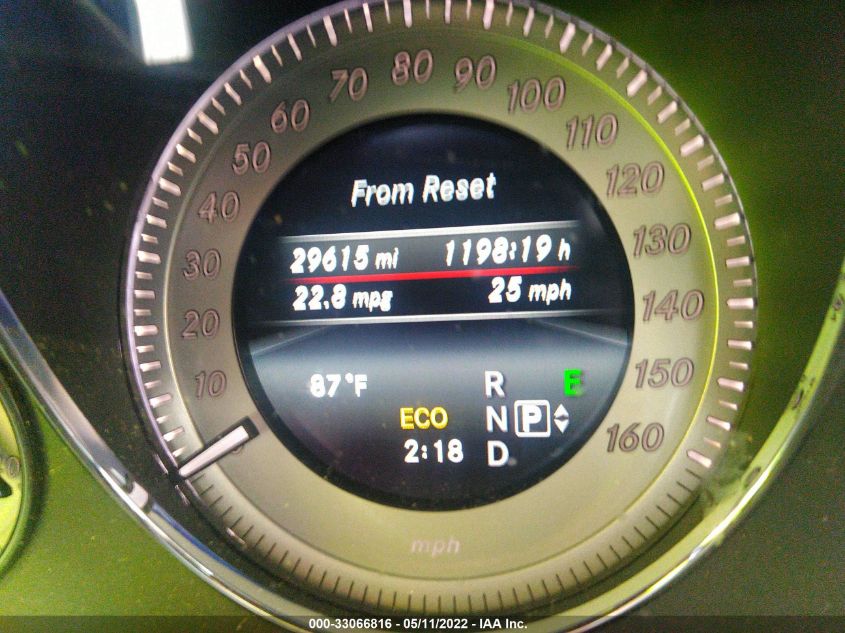 80
70
90
60
100
50
110
40
120
From Reset
30
130
29615 mi 1198:19 h
22.8 mpg 25 mph
20
140
10
150
87°F
R E
ECO
N P
2:18
D
160
mph
0
000-33066816 - 05/11/2022 - IAA Inc.